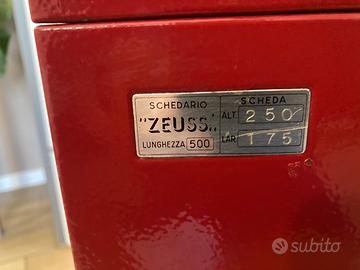 SCHEDARIO
"ZEUSS„
LUNGHEZZA 500
SCHEDA
ALT. 250
LAR. 175
subito